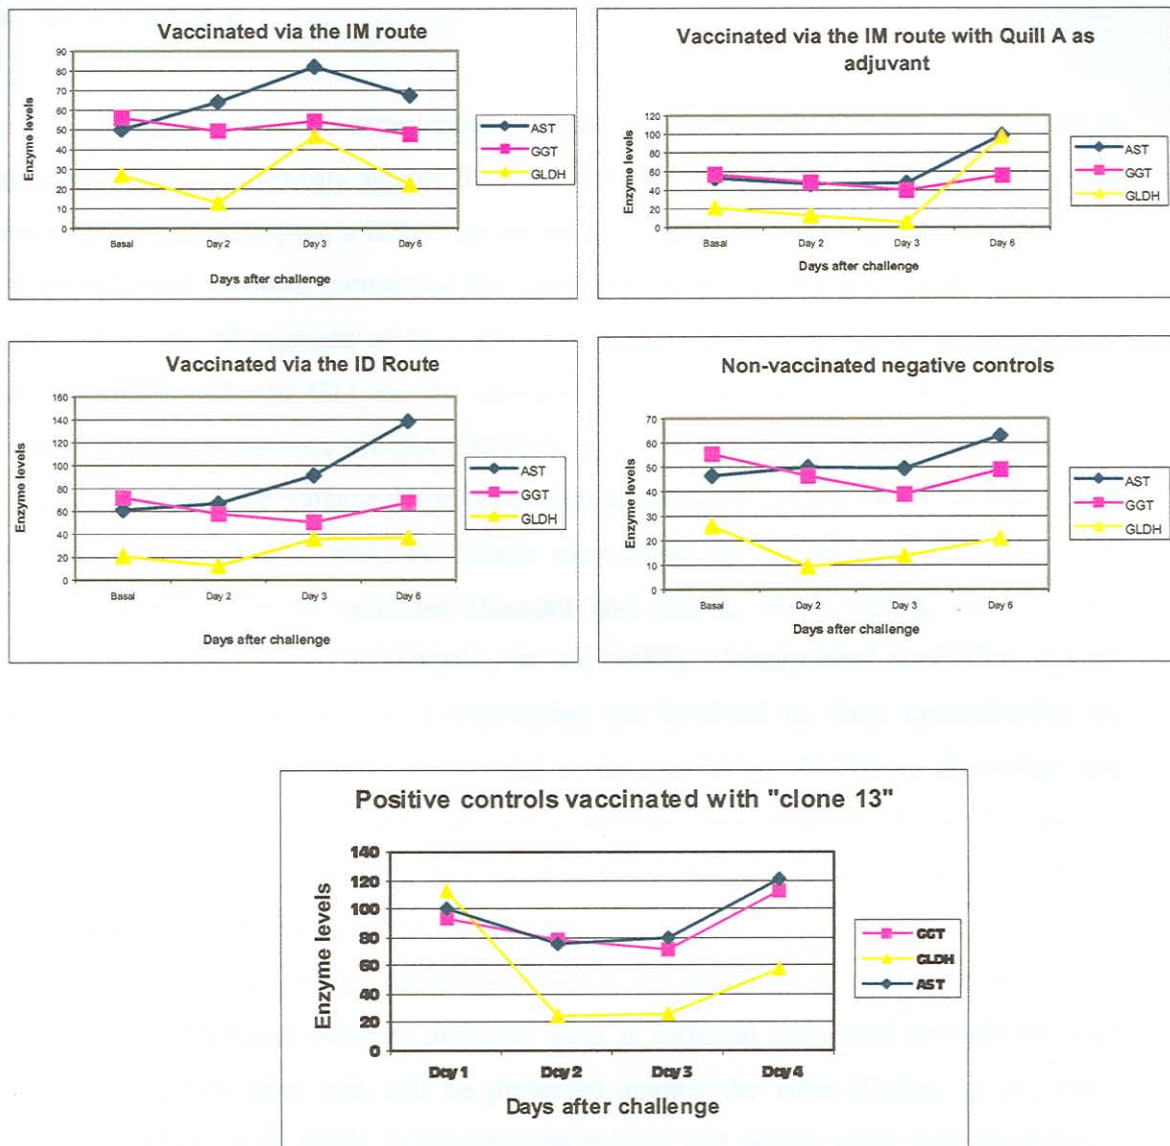 Vaccinated via the IM route
90
80
70
60
50
40
30
20
10
0
Enzyme levels
Basal Day 2 Day 3 Day 6
Days after challenge
AST
GGT
GLDH
Vaccinated via the IM route with Quill A as
adjuvant
120
100
80
60
40
20
0
Enzyme levels
Basal Day 2 Day 3 Day 6
Days after challenge
AST
GGT
GLDH
Vaccinated via the ID Route
160
140
120
100
80
60
40
20
0
Enzyme levels
Basal Day 2 Day 3 Day 6
Days after challenge
AST
GGT
GLDH
Non-vaccinated negative controls
70
60
50
40
30
20
10
0
Enzyme levels
Basal Day 2 Day 3 Day 6
Days after challenge
AST
GGT
GLDH
Positive controls vaccinated with "clone 13"
140
120
100
80
60
40
20
0
Enzyme levels
Day 1 Day 2 Day 3 Day 4
Days after challenge
GGT
GLDH
AST